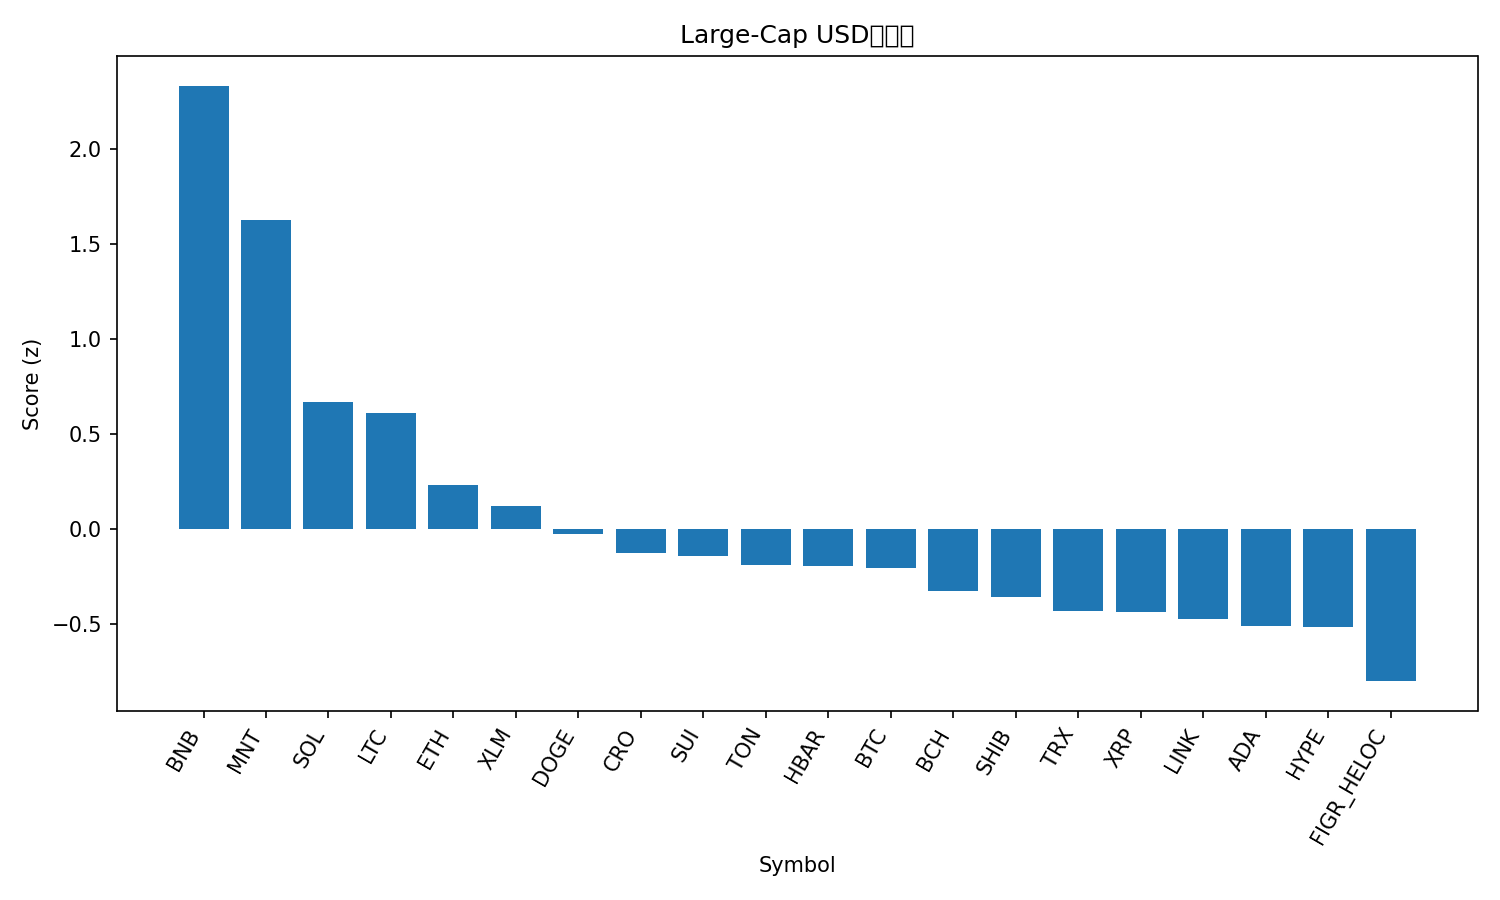 Large-Cap USD
Score (z)
2.0
1.5
1.0
0.5
0.0
−0.5
BNB
MNT
SOL
LTC
ETH
XLM
DOGE
CRO
SUI
TON
HBAR
BTC
BCH
SHIB
TRX
XRP
LINK
ADA
HYPE
FIGR_HELOC
Symbol